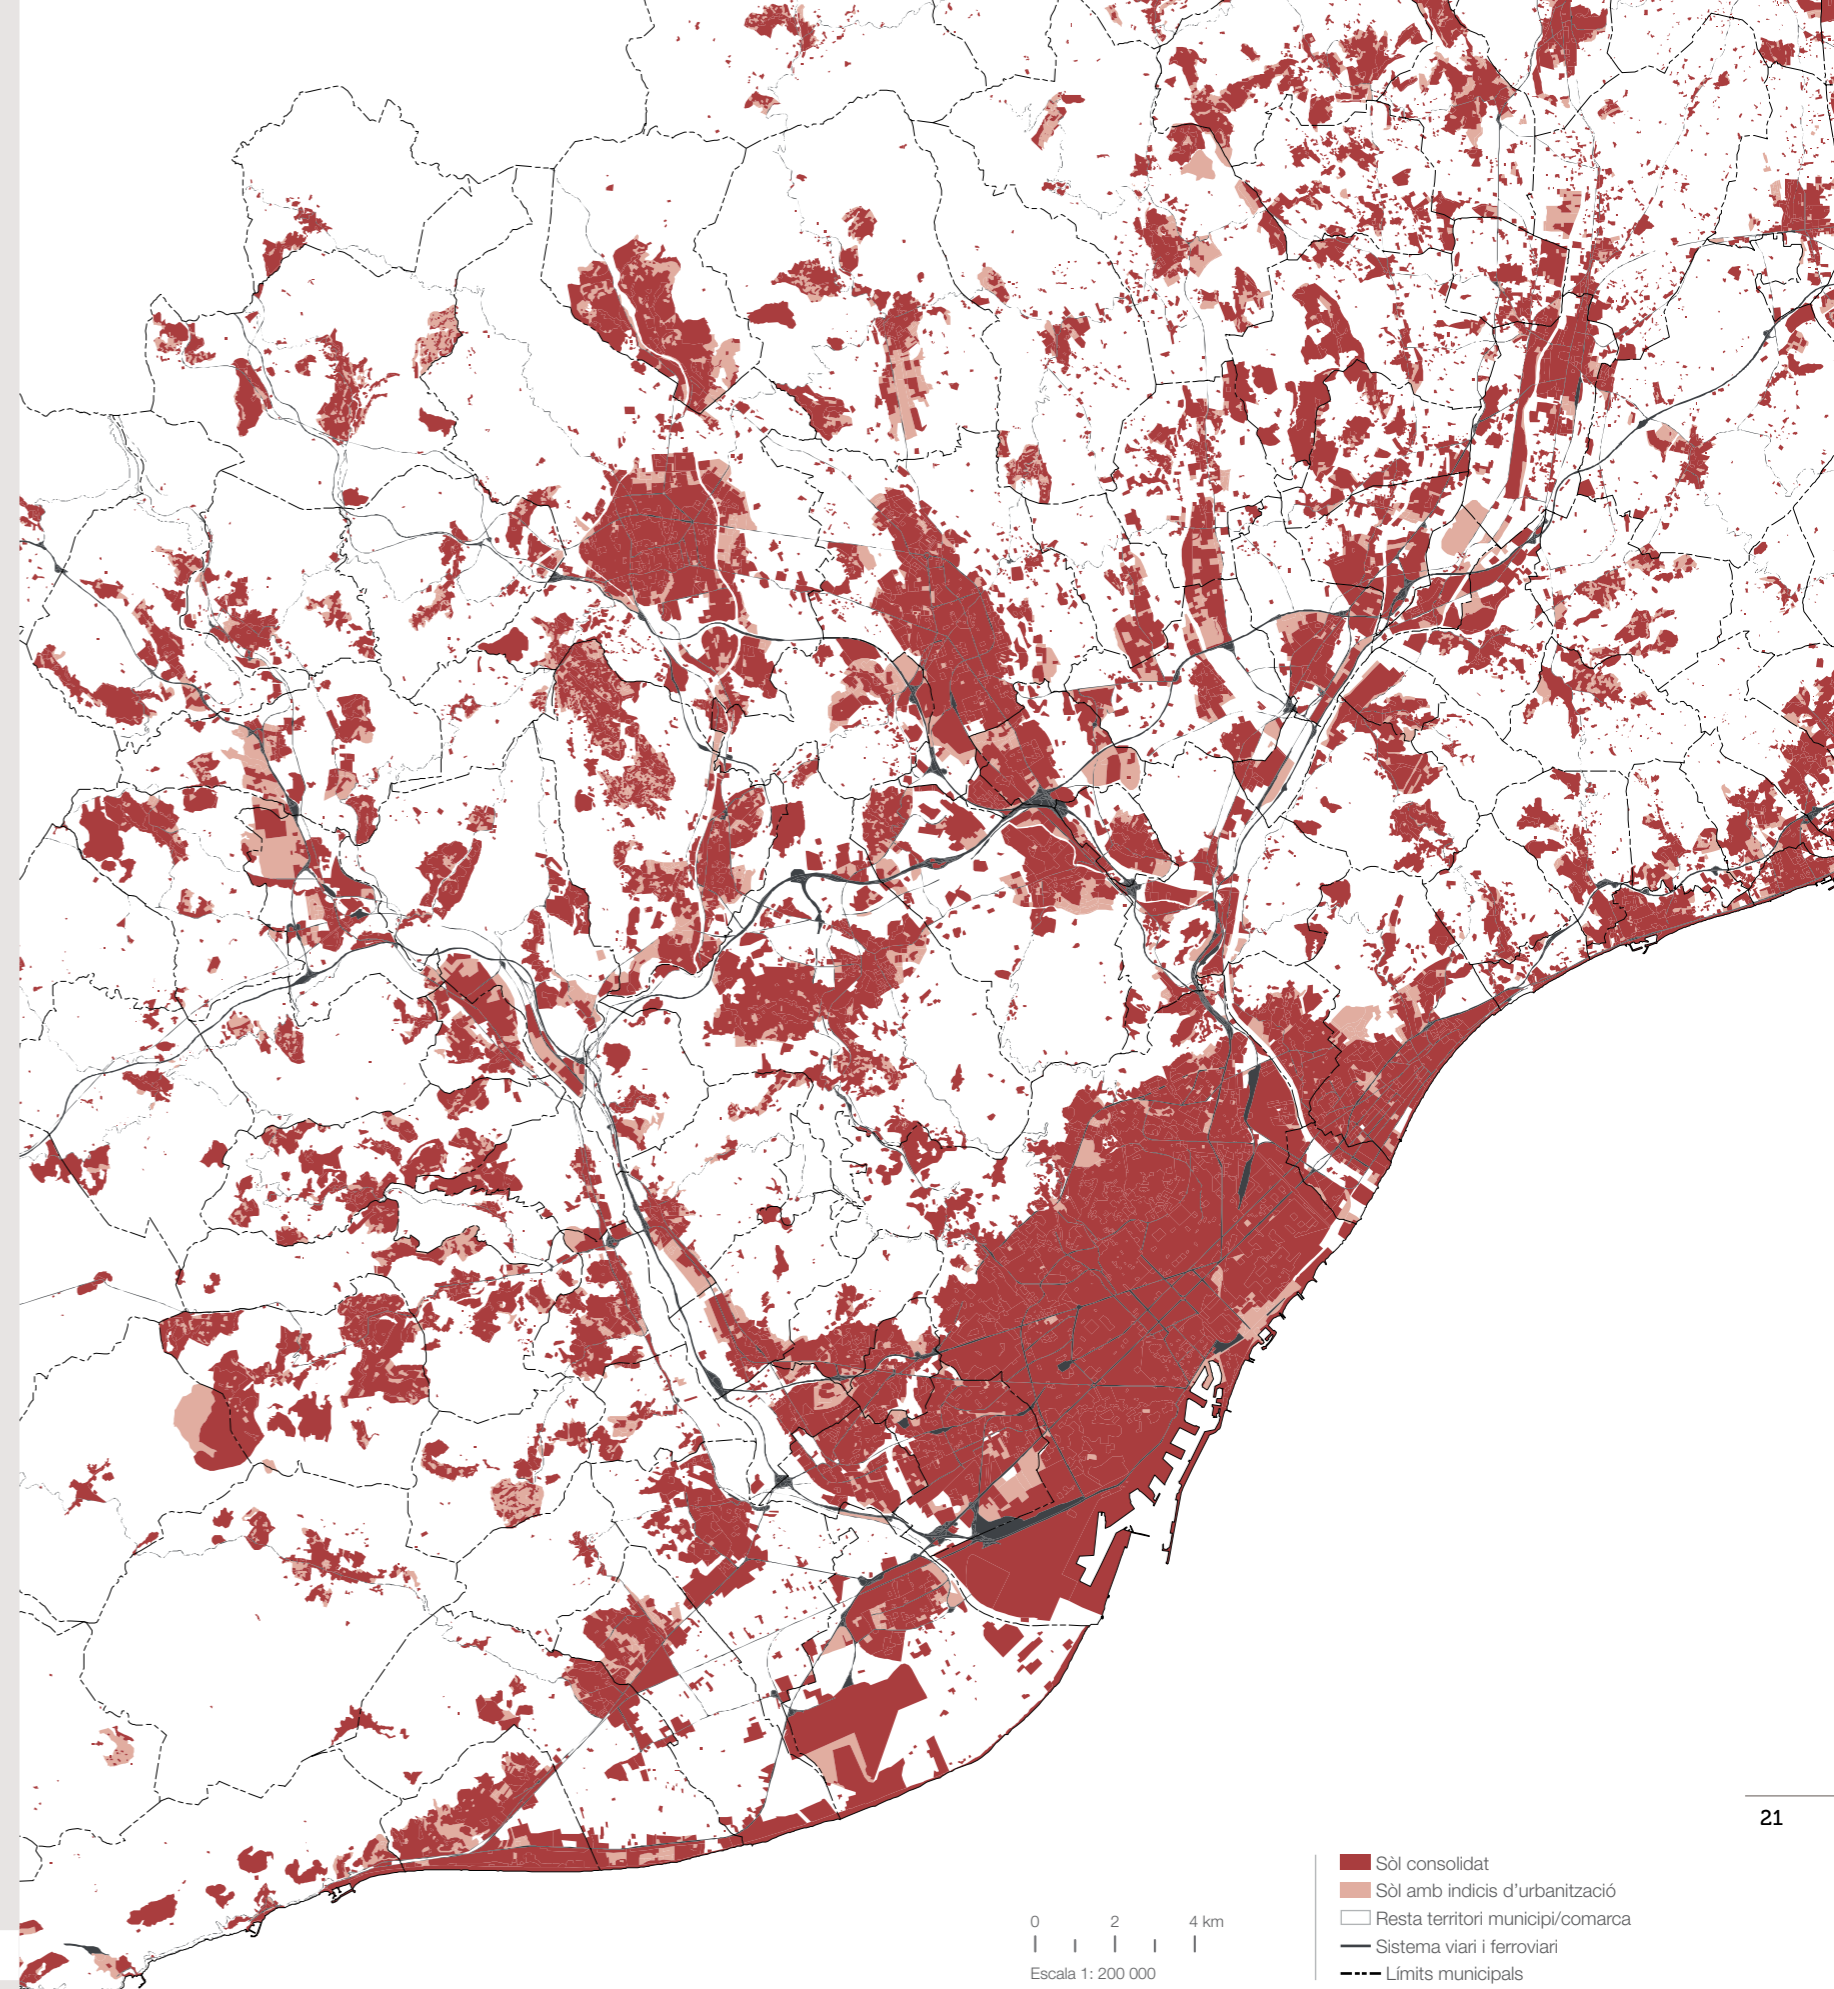 21
Sòl consolidat
Sòl amb indicis d'urbanització
Resta territori municipi/comarca
Sistema viari i ferroviari
Límits municipals
0 2 4 km
Escala 1: 200 000